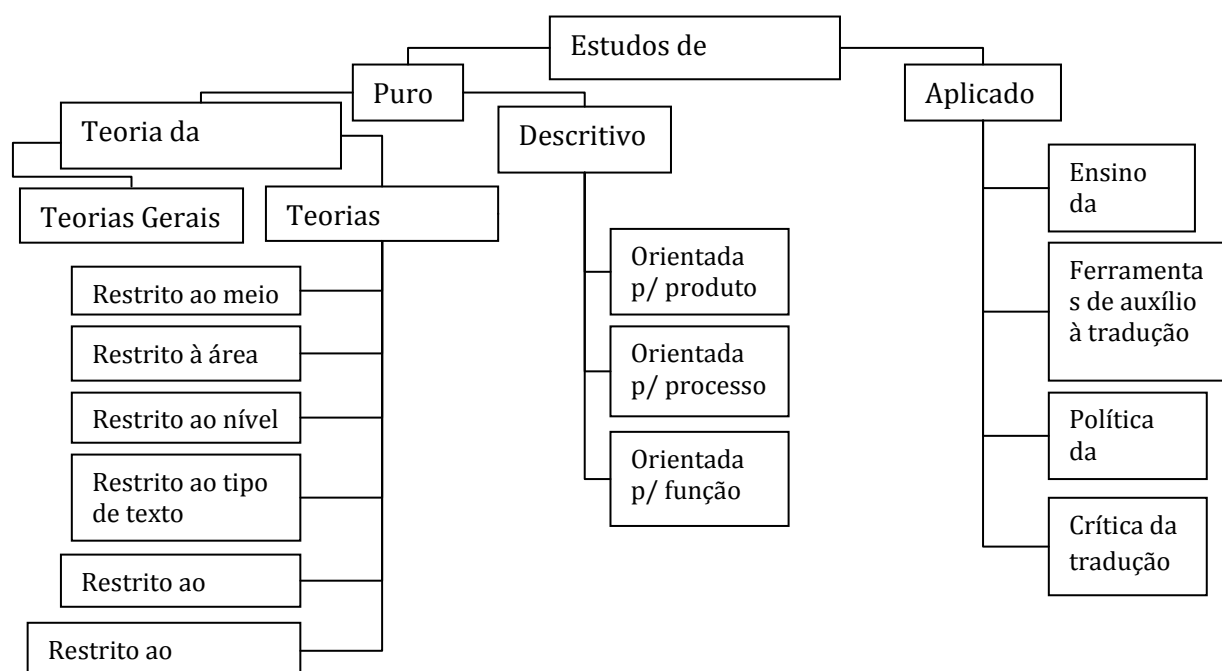 Estudos de
Puro
Aplicado
Teoria da
Descritivo
Teorias Gerais
Teorias
Restrito ao meio
Restrito à área
Restrito ao nível
Restrito ao tipo
de texto
Restrito ao
Restrito ao
Orientada
p/ produto
Orientada
p/ processo
Orientada
p/ função
Ensino
da
Ferramenta
s de auxílio
à tradução
Política
da
Crítica da
tradução